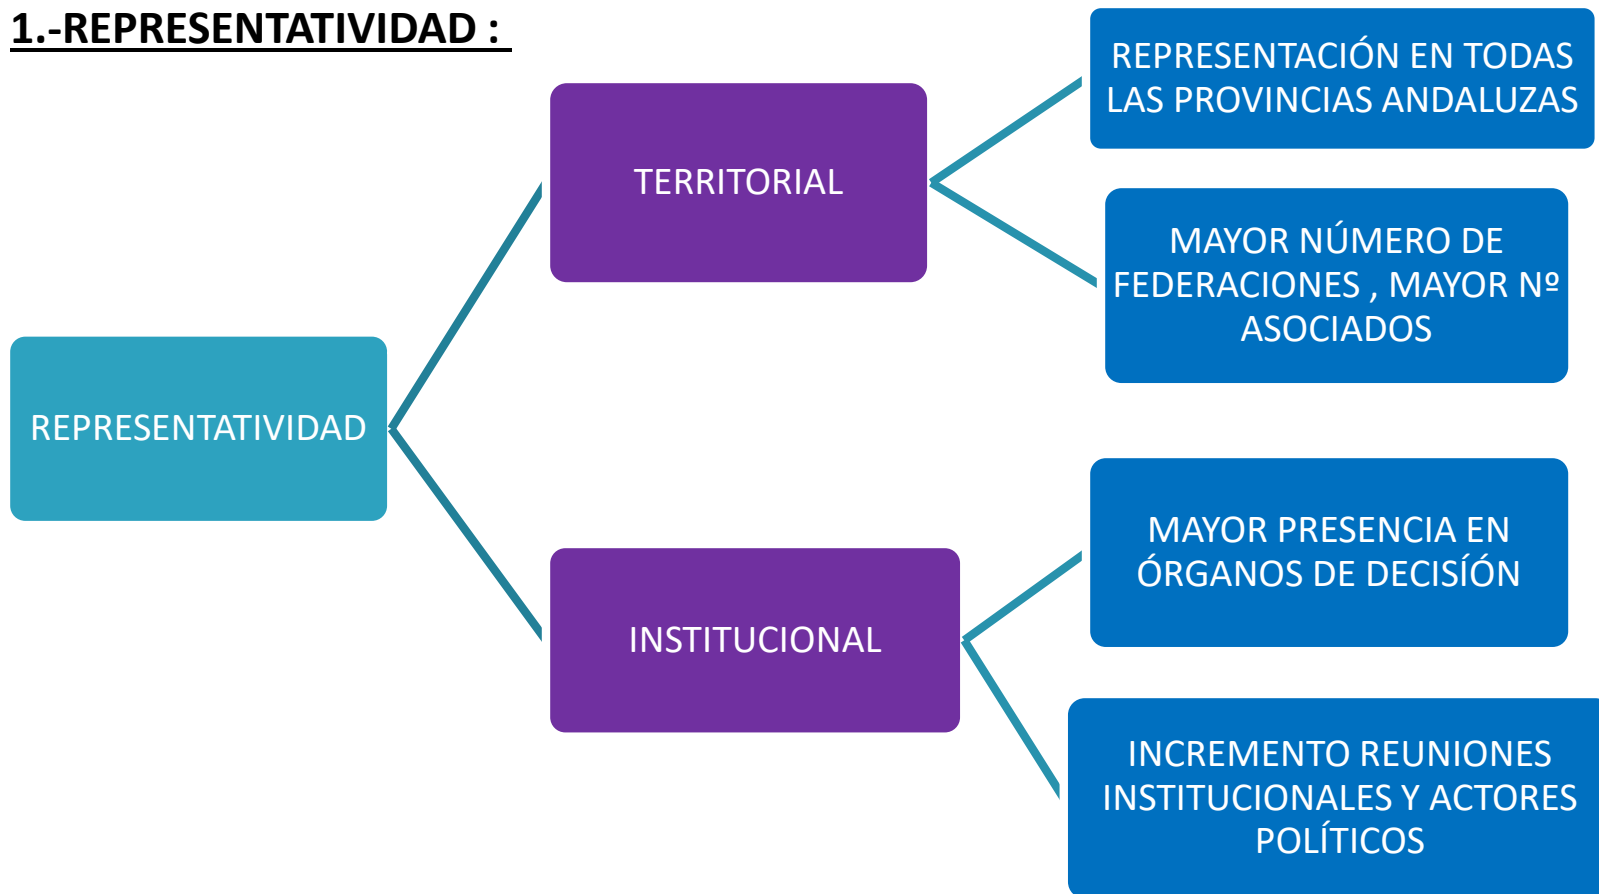 1.-REPRESENTATIVIDAD :
REPRESENTATIVIDAD
TERRITORIAL
REPRESENTACIÓN EN TODAS
LAS PROVINCIAS ANDALUZAS
MAYOR NÚMERO DE
FEDERACIONES , MAYOR Nº
ASOCIADOS
INSTITUCIONAL
MAYOR PRESENCIA EN
ÓRGANOS DE DECISÍÓN
INCREMENTO REUNIONES
INSTITUCIONALES Y ACTORES
POLÍTICOS